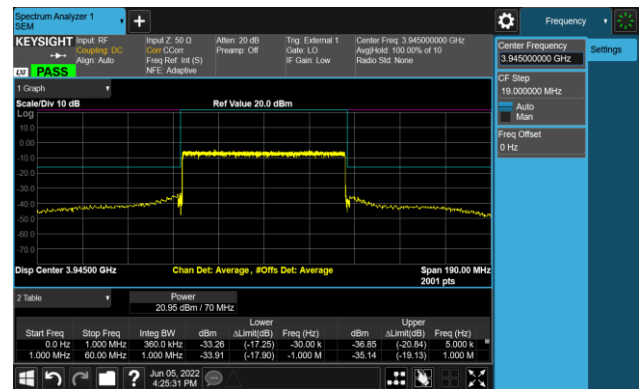 Spectrum Analyzer 1
SEM
Frequency
KEYSIGHT
Input: RF
Coupling: DC
Align: Auto
Input Z: 50 Ω
Corr CCorr
Freq Ref: Int (S)
NFE: Adaptive
Atten: 20 dB
Preamp: Off
Trig: External 1
Gate: LO
IF Gain: Low
Center Freq: 3.945000000 GHz
Avg|Hold: 100.00% of 10
Radio Std: None
LXI
PASS
Center Frequency
3.945000000 GHz
Settings
CF Step
19.000000 MHz
Auto
Man
Freq Offset
0 Hz
1 Graph
Scale/Div 10 dB
Ref Value 20.0 dBm
Log
10.0
0.00
-10.0
-20.0
-30.0
-40.0
-50.0
-60.0
-70.0
Disp Center 3.94500 GHz
Chan Det: Average , #Offs Det: Average
Span 190.00 MHz
2001 pts
2 Table
Power
20.95 dBm / 70 MHz
Lower
Upper
Start Freq Stop Freq Integ BW dBm ΔLimit(dB) Freq (Hz) dBm ΔLimit(dB) Freq (Hz)
0.0 Hz 1.000 MHz 360.0 kHz -33.26 (-17.25) -30.00 k -36.85 (-20.84) 5.000 k
1.000 MHz 60.00 MHz 1.000 MHz -33.91 (-17.90) -1.000 M -35.14 (-19.13) 1.000 M
Jun 05, 2022
4:25:31 PM